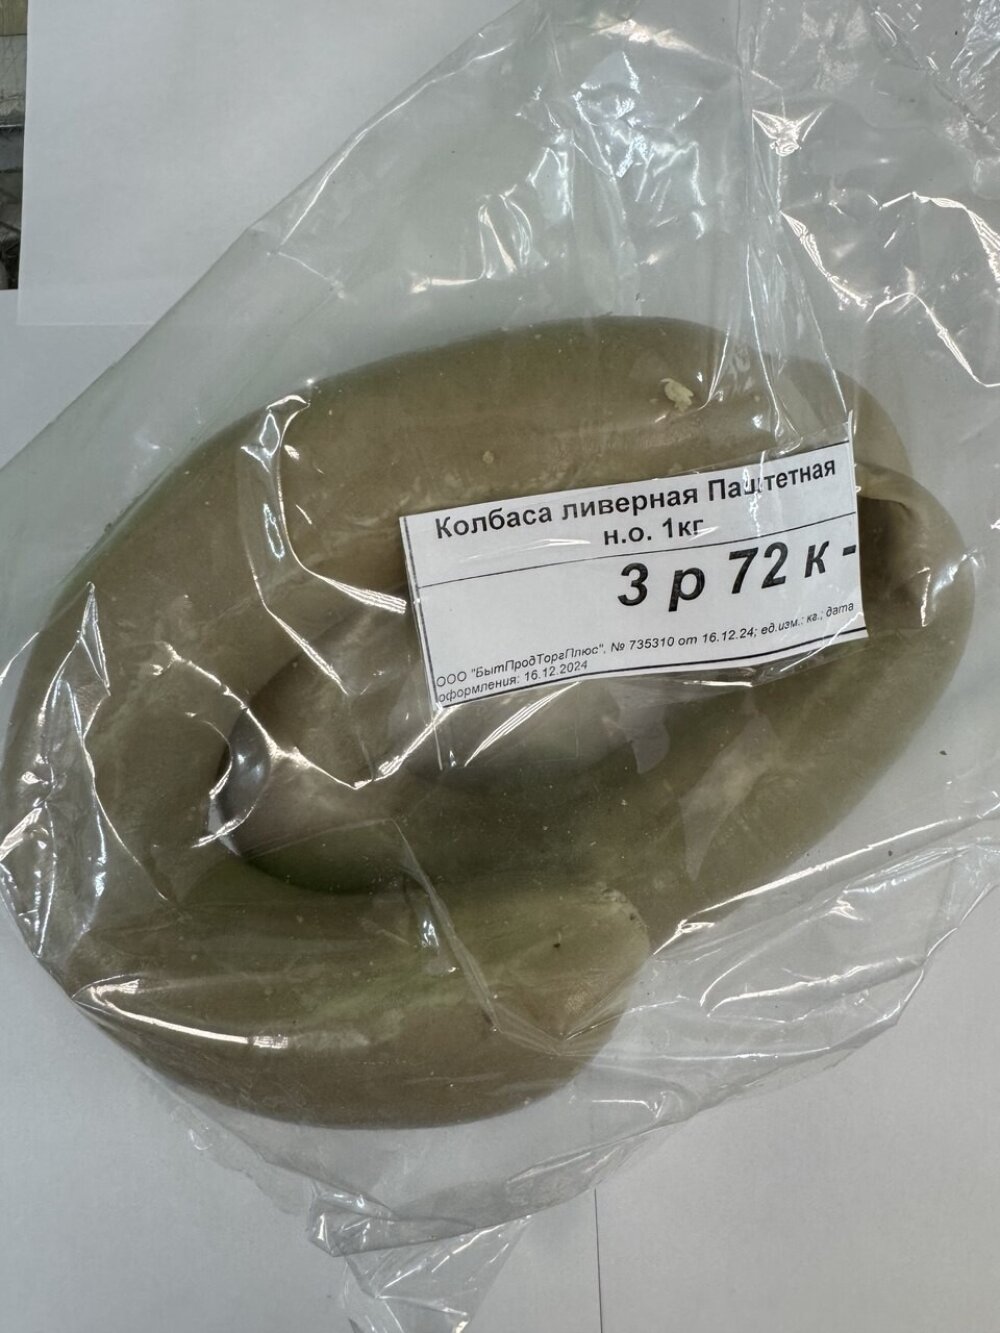 Колбаса ливерная Паштетная
н.о. 1кг
3 р 72 к -
ООО "БытПродТоргПлюс". № 735310 от 16.12.24; ед.изм.: кг.; дата
оформления: 16.12.2024